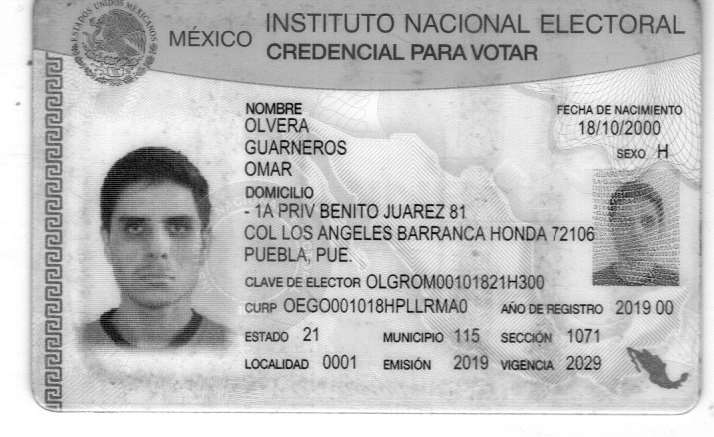 ESTADOS UNIDOS MEXICANOS
MÉXICO
INSTITUTO NACIONAL ELECTORAL
CREDENCIAL PARA VOTAR
NOMBRE
OLVERA
GUARNEROS
OMAR
FECHA DE NACIMIENTO
18/10/2000
SEXO H
DOMICILIO
- 1A PRIV BENITO JUAREZ 81
COL LOS ANGELES BARRANCA HONDA 72106
PUEBLA, PUE.
CLAVE DE ELECTOR OLGROM00101821H300
CURP OEGO001018HPLLRMA0 AÑO DE REGISTRO 2019 00
ESTADO 21 MUNICIPIO 115 SECCIÓN 1071
LOCALIDAD 0001 EMISIÓN 2019 VIGENCIA 2029